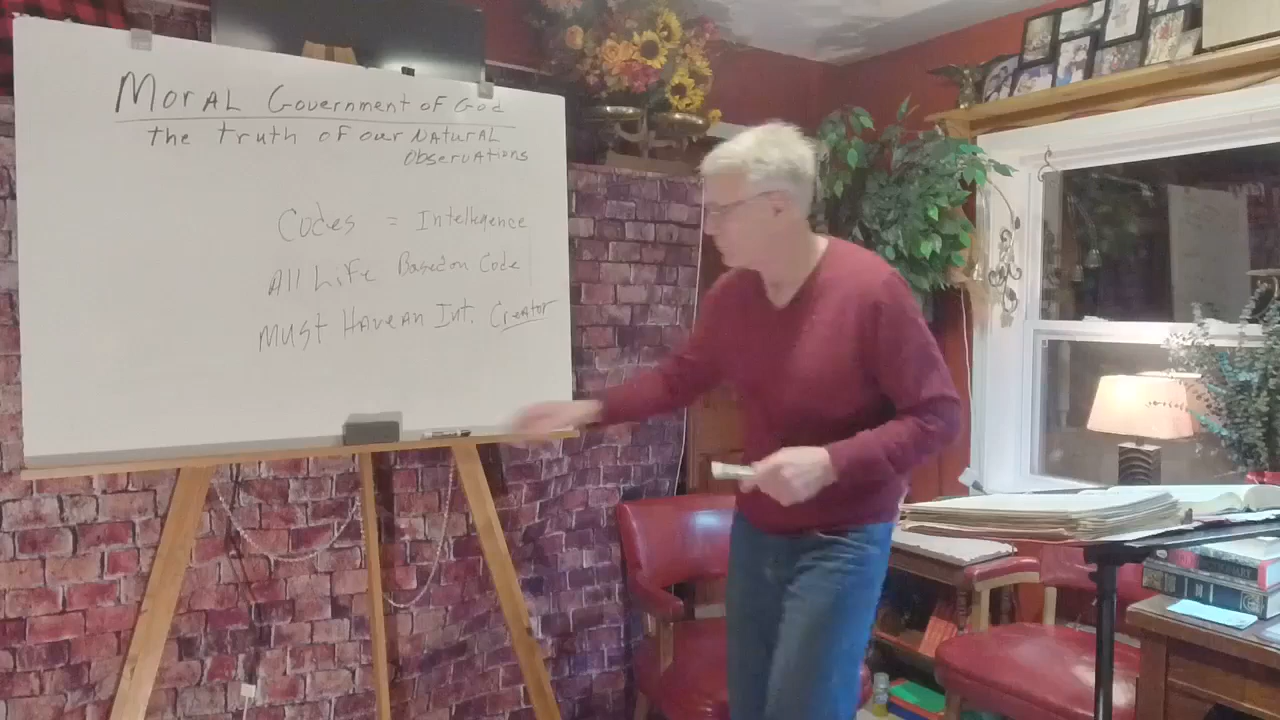 Moral Government of God
the truth of our Natural
Observations
Codes = Intellegence
All Life Based on Code
Must Have An Int. Creator